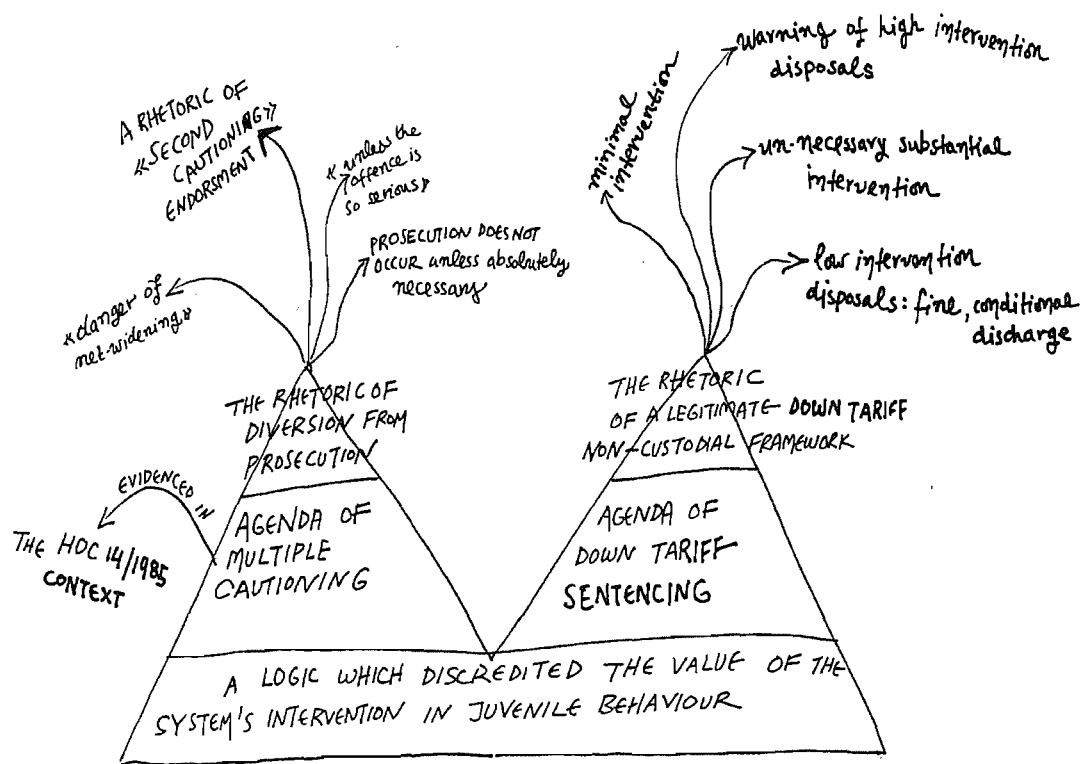 A RHETORIC OF
«SECOND
CAUTIONING»
ENDORSMENT
«unless the
offence is
so serious»
PROSECUTION DOES NOT
OCCUR unless absolutely
necessary
«danger of
net-widening»
minimal
intervention
warning of high intervention
disposals
un-necessary substantial
intervention
low intervention
disposals: fine, conditional
discharge
THE RHETORIC OF
DIVERSION FROM
PROSECUTION
THE RHETORIC
OF A LEGITIMATE DOWN TARIFF
NON-CUSTODIAL FRAMEWORK
EVIDENCED IN
THE HOC 14/1985
CONTEXT
AGENDA OF
MULTIPLE
CAUTIONING
AGENDA OF
DOWN TARIFF
SENTENCING
A LOGIC WHICH DISCREDITED THE VALUE OF THE
SYSTEM'S INTERVENTION IN JUVENILE BEHAVIOUR